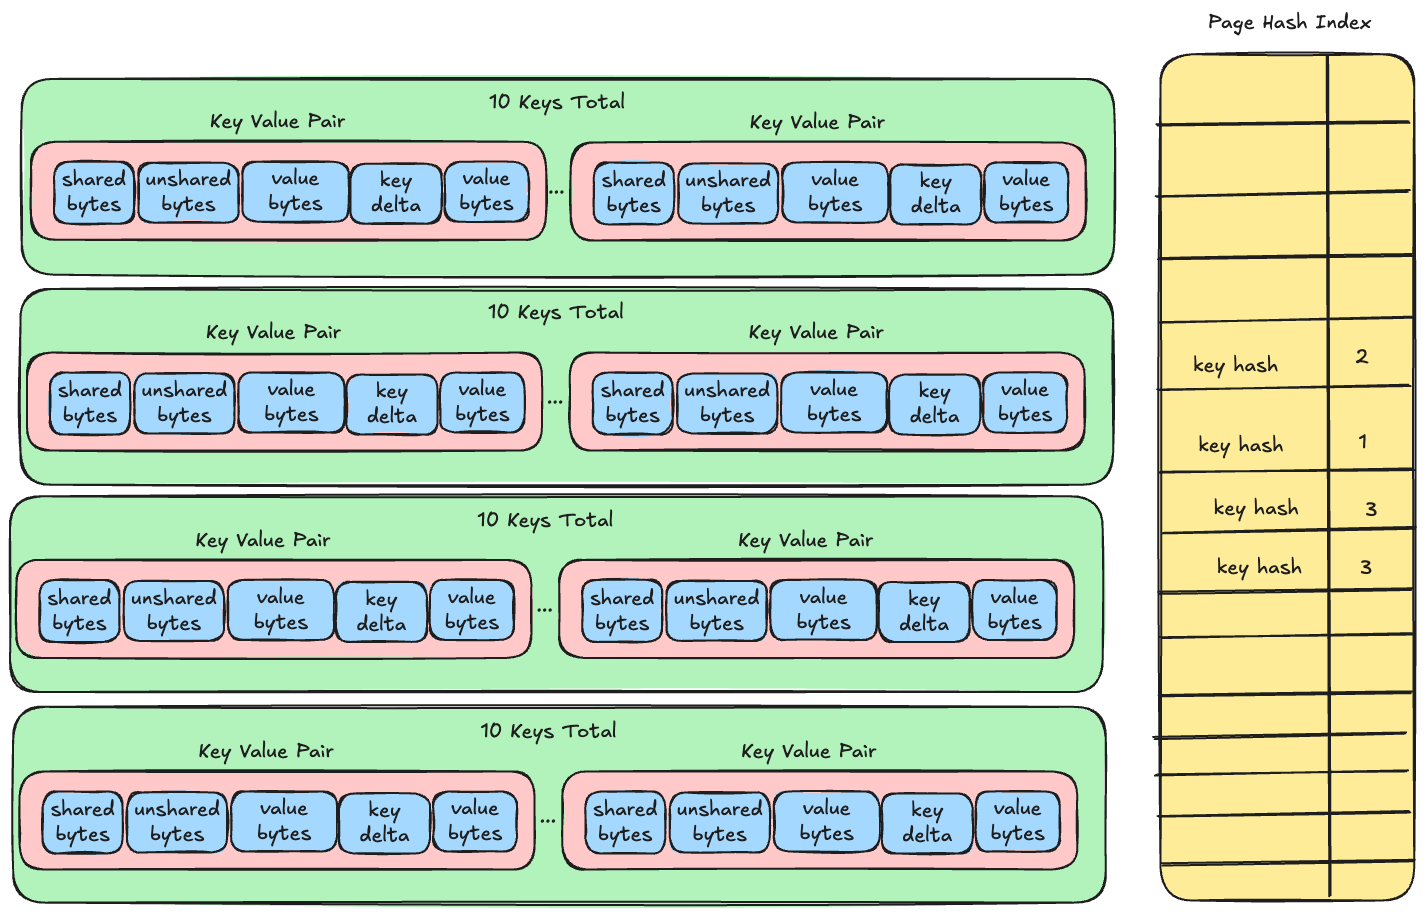 Page Hash Index
10 Keys Total
Key Value Pair
Key Value Pair
shared bytes
unshared bytes
value bytes
key delta
value bytes
...
shared bytes
unshared bytes
value bytes
key delta
value bytes
10 Keys Total
Key Value Pair
Key Value Pair
shared bytes
unshared bytes
value bytes
key delta
value bytes
...
shared bytes
unshared bytes
value bytes
key delta
value bytes
10 Keys Total
Key Value Pair
Key Value Pair
shared bytes
unshared bytes
value bytes
key delta
value bytes
...
shared bytes
unshared bytes
value bytes
key delta
value bytes
10 Keys Total
Key Value Pair
Key Value Pair
shared bytes
unshared bytes
value bytes
key delta
value bytes
...
shared bytes
unshared bytes
value bytes
key delta
value bytes
key hash 2
key hash 1
key hash 3
key hash 3